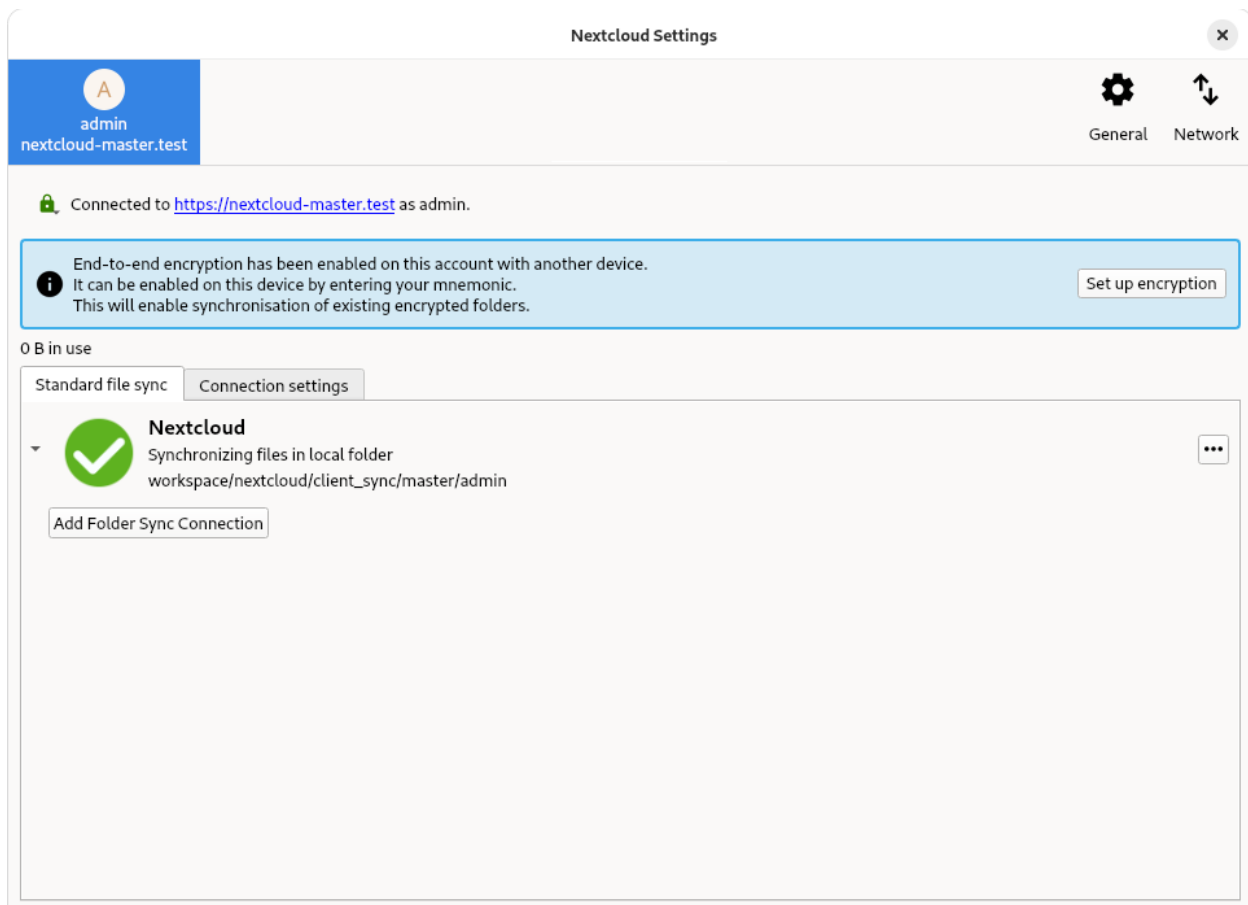 Nextcloud Settings
A
admin
nextcloud-master.test
General
Network
Connected to https://nextcloud-master.test as admin.
End-to-end encryption has been enabled on this account with another device.
It can be enabled on this device by entering your mnemonic.
This will enable synchronisation of existing encrypted folders.
Set up encryption
0 B in use
Standard file sync
Connection settings
Nextcloud
Synchronizing files in local folder
workspace/nextcloud/client_sync/master/admin
Add Folder Sync Connection